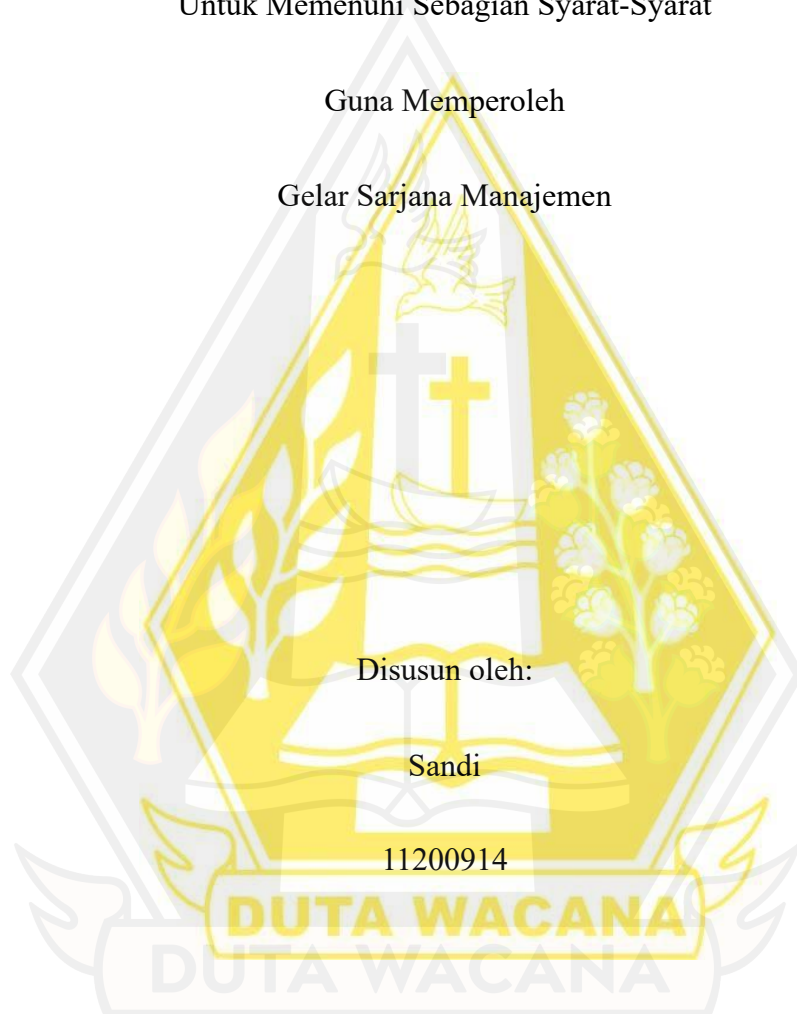 Untuk Memenuhi Sebagian Syarat-Syarat
Guna Memperoleh
Gelar Sarjana Manajemen
Disusun oleh:
Sandi
11200914
DUTA WACANA
DUTA WACANA